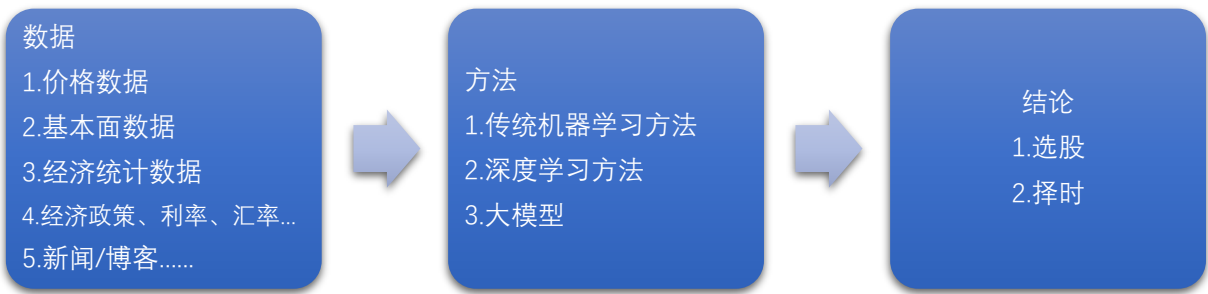 数据
1.价格数据
2.基本面数据
3.经济统计数据
4.经济政策、利率、汇率...
5.新闻/博客......
方法
1.传统机器学习方法
2.深度学习方法
3.大模型
结论
1.选股
2.择时